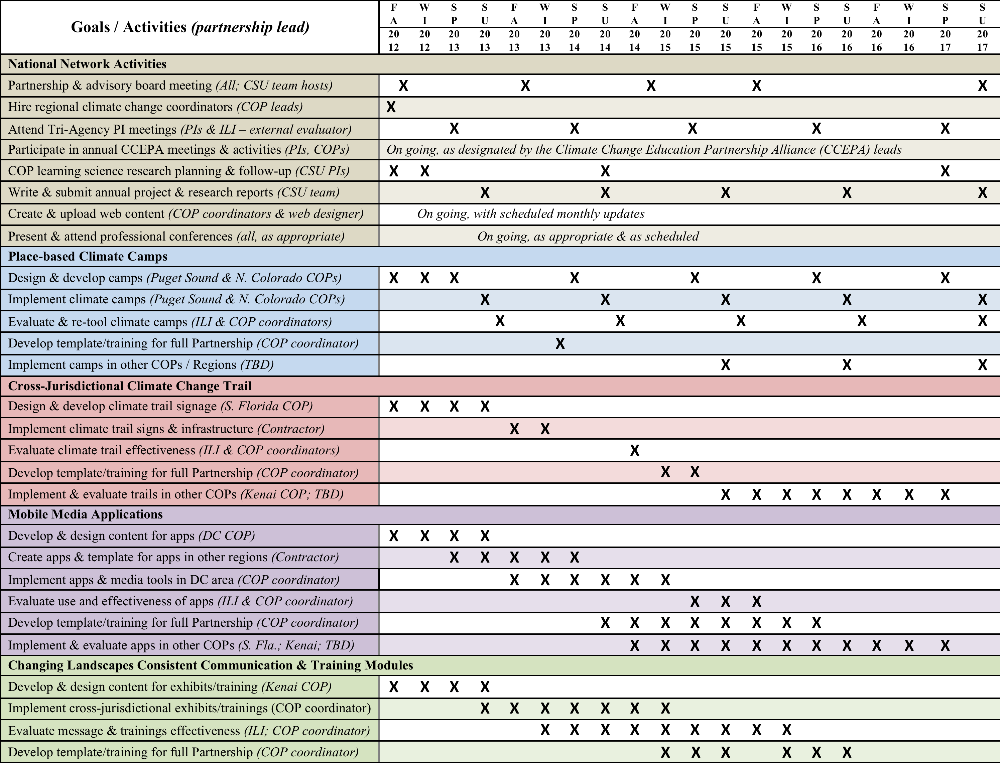 Goals / Activities (partnership lead)
FA WI SP SU FA WI SP SU FA WI SP SU FA WI SP SU FA WI SP SU
2012 2012 2013 2013 2013 2013 2014 2014 2014 2015 2015 2015 2015 2015 2016 2016 2016 2016 2017 2017
National Network Activities
Partnership & advisory board meeting (All; CSU team hosts) X X X X X
Hire regional climate change coordinators (COP leads) X
Attend Tri-Agency PI meetings (PIs & ILI – external evaluator) X X X X X
Participate in annual CCEPA meetings & activities (PIs, COPs) On going, as designated by the Climate Change Education Partnership Alliance (CCEPA) leads
COP learning science research planning & follow-up (CSU PIs) X X X X
Write & submit annual project & research reports (CSU team) X X X X X
Create & upload web content (COP coordinators & web designer) On going, with scheduled monthly updates
Present & attend professional conferences (all, as appropriate) On going, as appropriate & as scheduled
Place-based Climate Camps
Design & develop camps (Puget Sound & N. Colorado COPs) X X X X X X X
Implement climate camps (Puget Sound & N. Colorado COPs) X X X X X
Evaluate & re-tool climate camps (ILI & COP coordinators) X X X X X
Develop template/training for full Partnership (COP coordinator) X
Implement camps in other COPs / Regions (TBD) X X X
Cross-Jurisdictional Climate Change Trail
Design & develop climate trail signage (S. Florida COP) X X X X
Implement climate trail signs & infrastructure (Contractor) X X
Evaluate climate trail effectiveness (ILI & COP coordinators) X
Develop template/training for full Partnership (COP coordinator) X X
Implement & evaluate trails in other COPs (Kenai COP; TBD) X X X X X X X X
Mobile Media Applications
Develop & design content for apps (DC COP) X X X X
Create apps & template for apps in other regions (Contractor) X X X X X
Implement apps & media tools in DC area (COP coordinator) X X X X X X
Evaluate use and effectiveness of apps (ILI & COP coordinator) X X X
Develop template/training for full Partnership (COP coordinator) X X X X X X X X
Implement & evaluate apps in other COPs (S. Fla.; Kenai; TBD) X X X X X X X X X X X
Changing Landscapes Consistent Communication & Training Modules
Develop & design content for exhibits/training (Kenai COP) X X X X
Implement cross-jurisdictional exhibits/trainings (COP coordinator) X X X X X X X
Evaluate message & trainings effectiveness (ILI; COP coordinator) X X X X X X X X X
Develop template/training for full Partnership (COP coordinator) X X X X X X